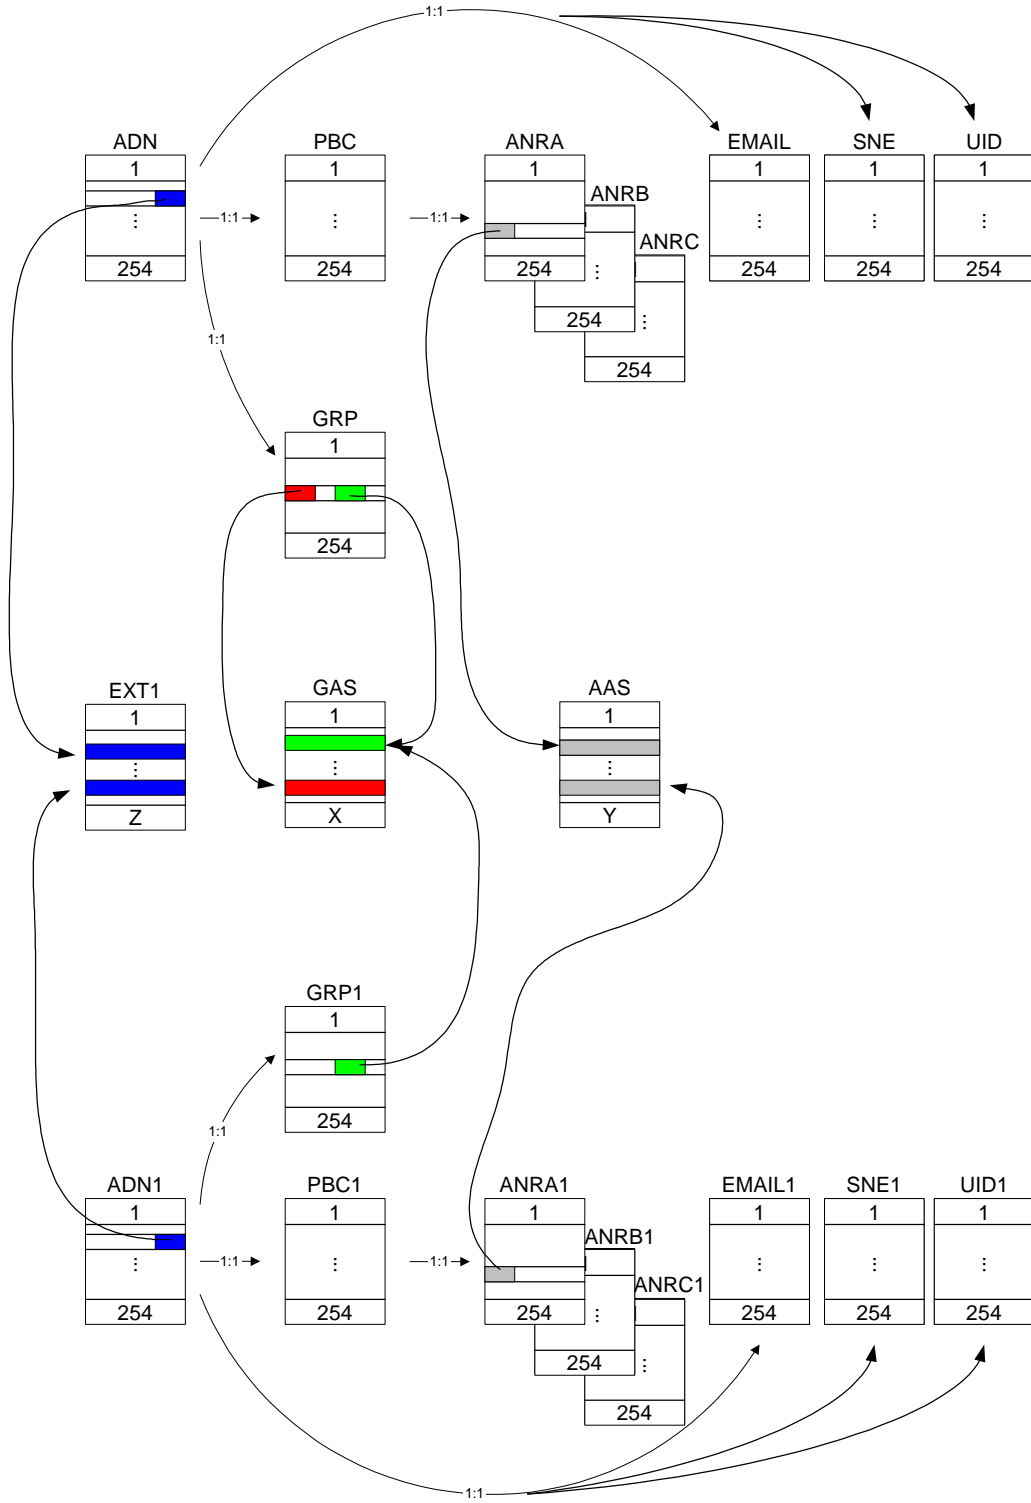 1:1
ADN PBC ANRA EMAIL SNE UID
1 1 1 1 1 1
ANRB
⋮ 1:1 ⋮ 1:1 ⋮ ⋮ ⋮
ANRC
254 254 254 ⋮ 254 254 254
254 ⋮
1:1
254
GRP
1
254
EXT1 GAS AAS
1 1 1
⋮ ⋮ ⋮
Z X Y
GRP1
1
254
1:1
ADN1 PBC1 ANRA1 EMAIL1 SNE1 UID1
1 1 1 1 1 1
ANRB1
⋮ 1:1 ⋮ 1:1 ⋮ ⋮ ⋮
ANRC1
254 254 254 ⋮ 254 254 254
254 ⋮
254
1:1